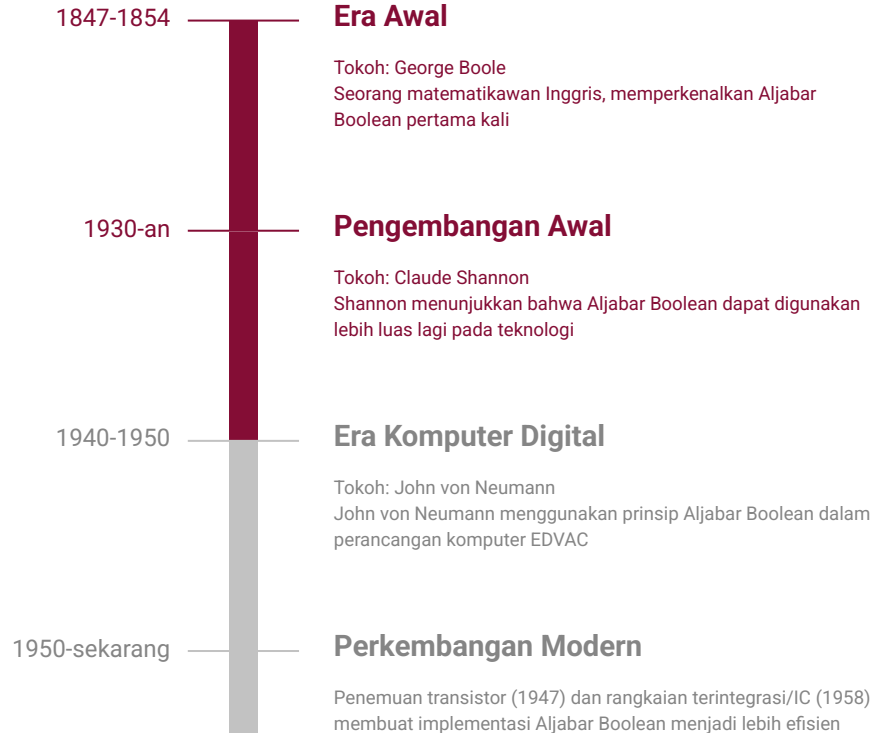 1847-1854
Era Awal
Tokoh: George Boole
Seorang matematikawan Inggris, memperkenalkan Aljabar
Boolean pertama kali
1930-an
Pengembangan Awal
Tokoh: Claude Shannon
Shannon menunjukkan bahwa Aljabar Boolean dapat digunakan
lebih luas lagi pada teknologi
1940-1950
Era Komputer Digital
Tokoh: John von Neumann
John von Neumann menggunakan prinsip Aljabar Boolean dalam
perancangan komputer EDVAC
1950-sekarang
Perkembangan Modern
Penemuan transistor (1947) dan rangkaian terintegrasi/IC (1958)
membuat implementasi Aljabar Boolean menjadi lebih efisien